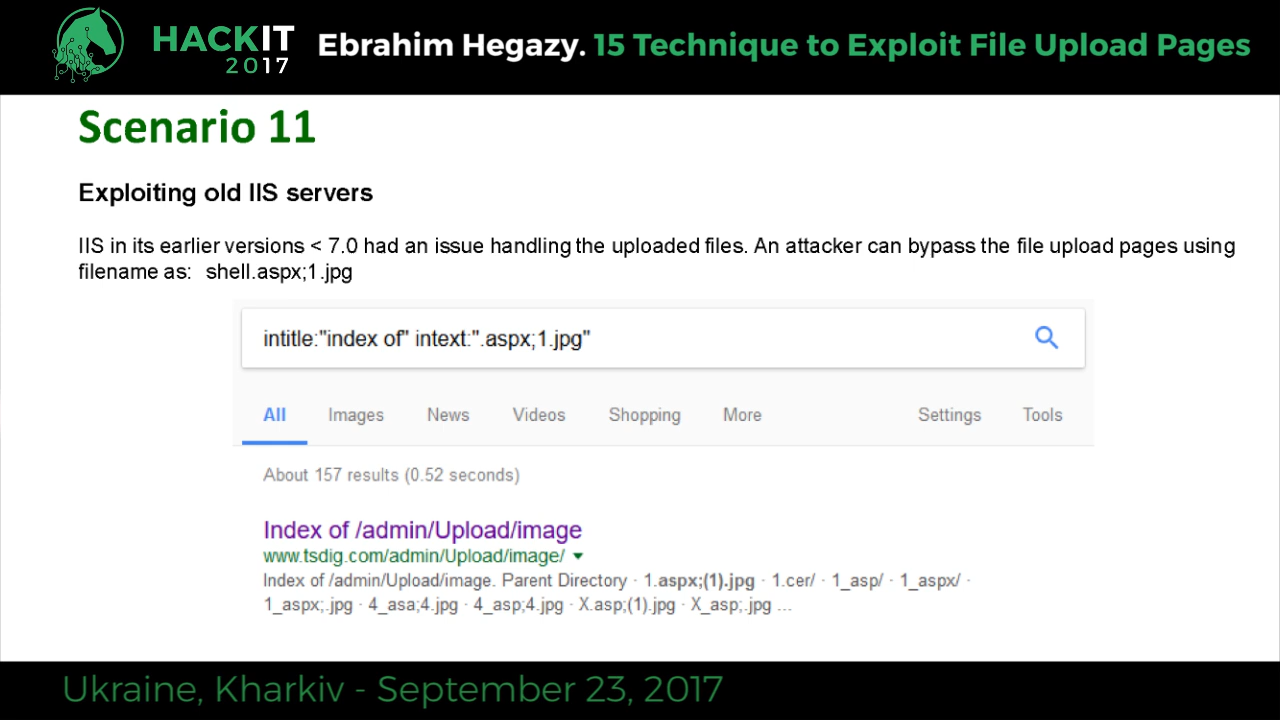 HACKIT
2017
Ebrahim Hegazy. 15 Technique to Exploit File Upload Pages
Scenario 11
Exploiting old IIS servers
IIS in its earlier versions < 7.0 had an issue handling the uploaded files. An attacker can bypass the file upload pages using
filename as: shell.aspx;1.jpg
intitle:"index of" intext:".aspx;1.jpg"
All Images News Videos Shopping More Settings Tools
About 157 results (0.52 seconds)
Index of /admin/Upload/image
www.tsdig.com/admin/Upload/image/
Index of /admin/Upload/image. Parent Directory · 1.aspx;(1).jpg · 1.cer/ · 1_asp/ · 1_aspx/ ·
1_aspx;.jpg · 4_asa;4.jpg · 4_asp;4.jpg · X.asp;(1).jpg · X_asp;.jpg ...
Ukraine, Kharkiv - September 23, 2017